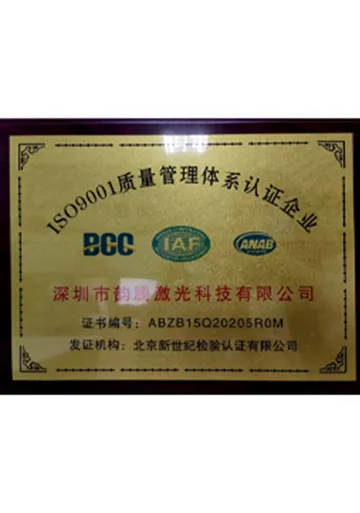 ISO9001质量管理体系认证企业
BCC IAF ANAB
深圳市韵腾激光科技有限公司
证书编号：ABZB15Q20205R0M
发证机构：北京新世纪检验认证有限公司